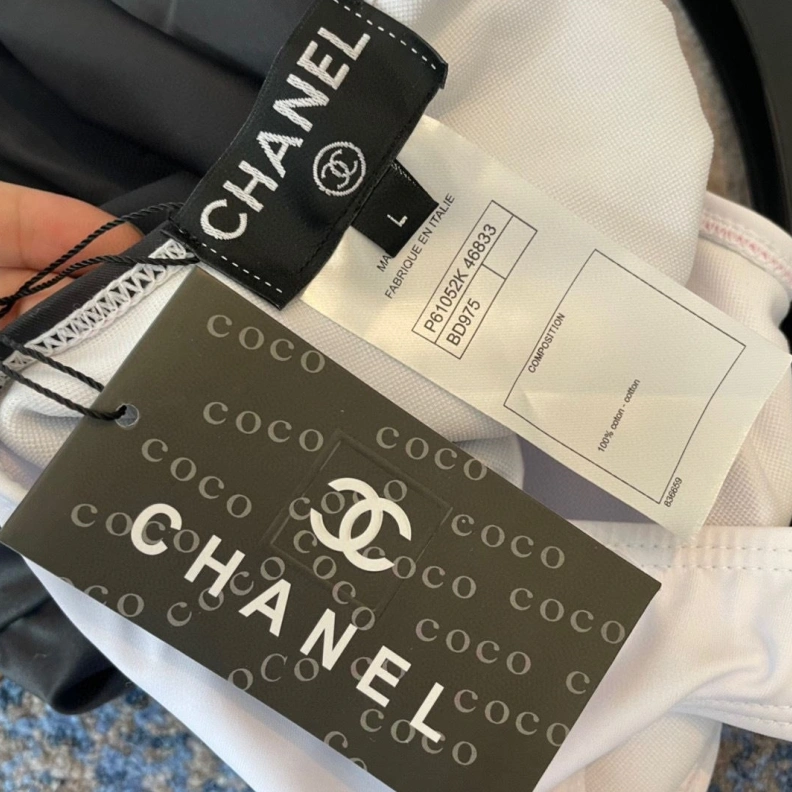 CHANEL
L
FABRIQUE EN ITALIE
P61052K 46833
BD975
COMPOSITION
100% coton - cotton
836659
COCO
COCO COCO
COCO COCO COCO
COCO COCO COCO
COCO COCO COCO COCO
COCO COCO
COCO COCO
COCO
CHANEL